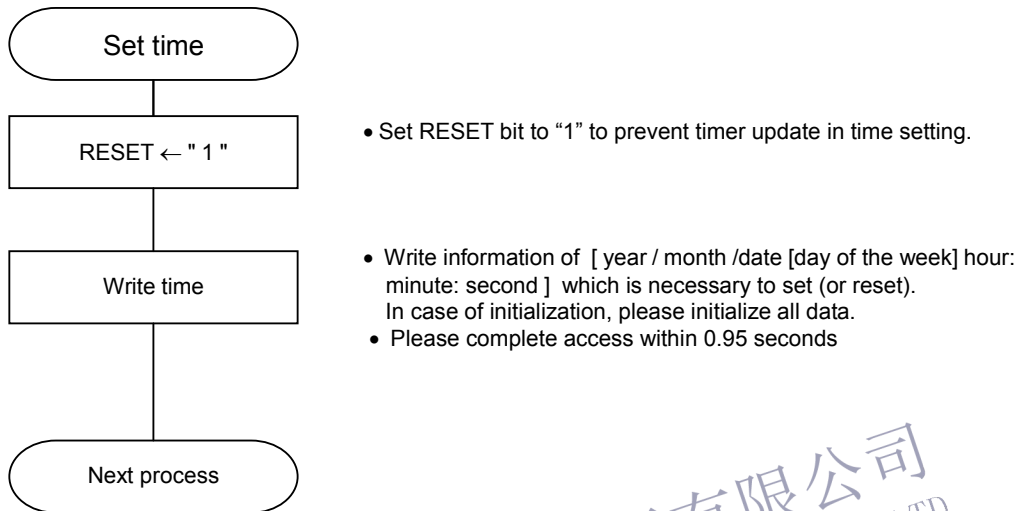 Set time
RESET ← " 1 "
• Set RESET bit to “1” to prevent timer update in time setting.
Write time
• Write information of [ year / month /date [day of the week] hour:
minute: second ] which is necessary to set (or reset).
In case of initialization, please initialize all data.
• Please complete access within 0.95 seconds
Next process
有限公司